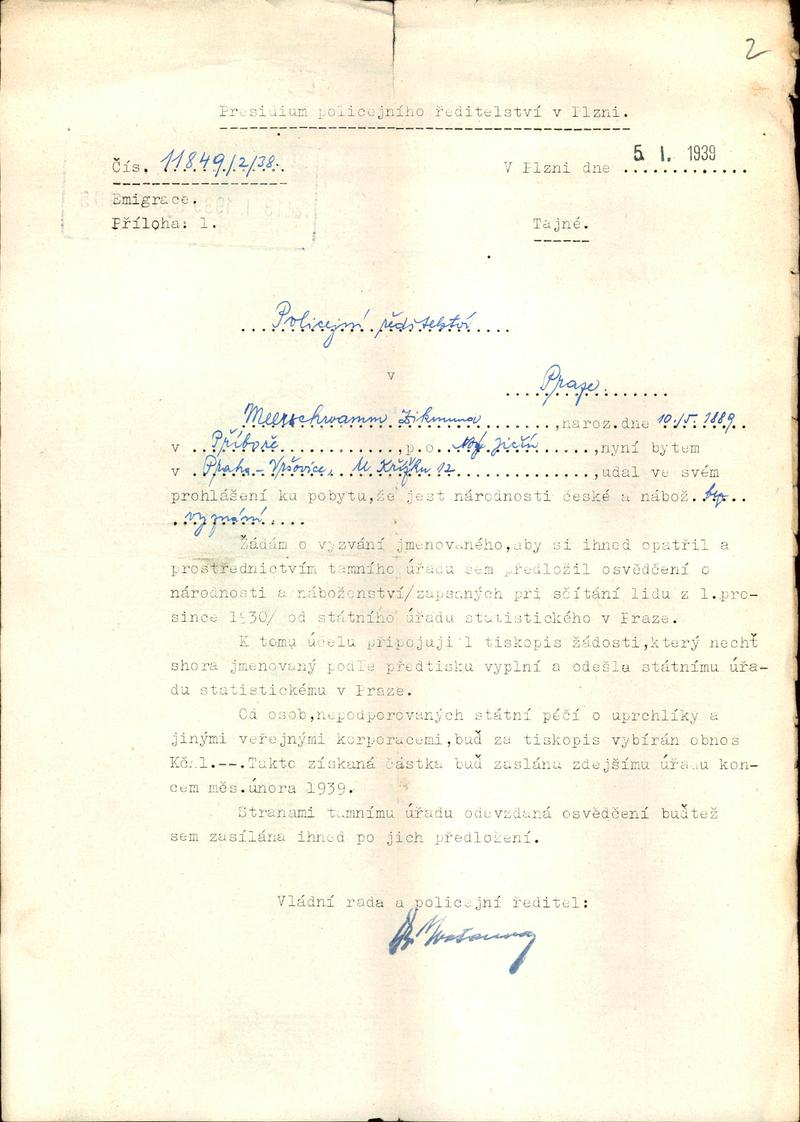 2
Presidium policejního ředitelství v Plzni.
Čís. 11849/2/38. V Plzni dne 5 I. 1939
Emigrace.
Příloha: 1. Tajné.
Policejní ředitelství
v
Praze
Meerschwamm Zikmund, naroz.dne 10./5. 1889
v Příboře, p.o. Nový Jičín, nyní bytem
v Praha-Vršovice, U Křížku 12, udal ve svém
prohlášení ku pobytu,že jest národnosti české a nábož. bez
vyznání.
Žádám o vyzvání jmenovaného,aby si ihned opatřil a
prostřednictvím tamního úřadu sem předložil osvědčení o
národnosti a náboženství/zapsaných při sčítání lidu z 1.pro-
since 1930/ od státního úřadu statistického v Praze.
K tomu účelu připojuji 1 tiskopis žádosti,který nechť
shora jmenovaný podle předtisku vyplní a odešla státnímu úřa-
du statistickému v Praze.
Od osob,nepodporovaných státní péčí o uprchlíky a
jinými veřejnými korporacemi,buď za tiskopis vybírán obnos
Kč 1.--.Takto získaná částka buď zaslána zdejšímu úřadu kon-
cem měs.února 1939.
Stranami tamnímu úřadu odevzdaná osvědčení buďtež
sem zasílána ihned po jich předložení.
Vládní rada a policejní ředitel: